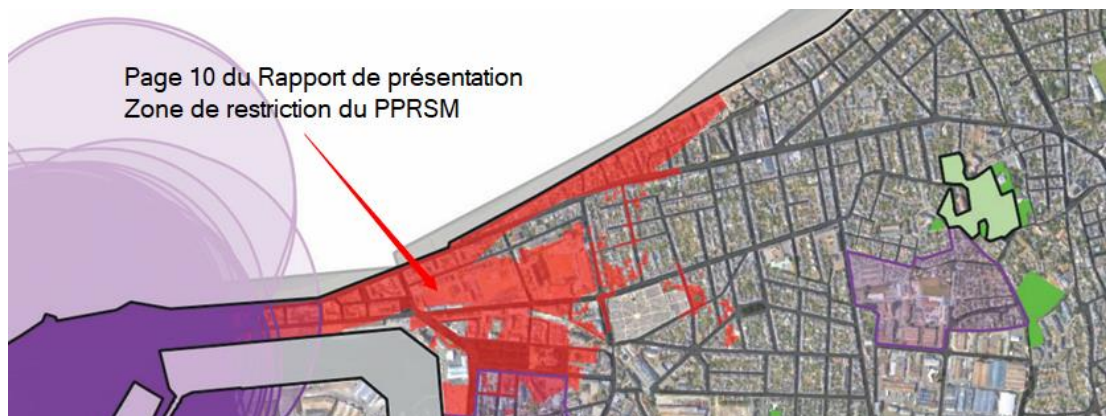 Page 10 du Rapport de présentation
Zone de restriction du PPRSM